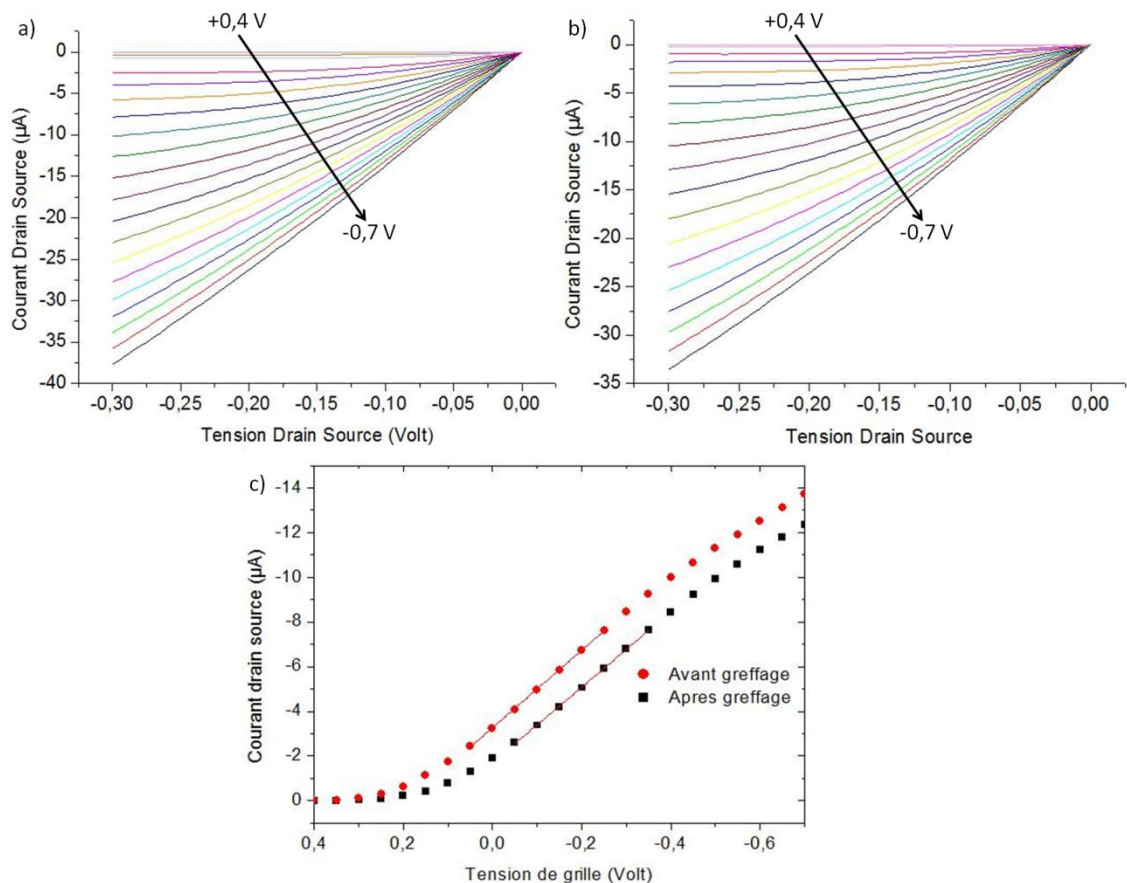 a)
+0,4 V
0
-5
-10
-15
-20
-25
-30
-35
-40
-0,7 V
Courant Drain Source (µA)
-0,30 -0,25 -0,20 -0,15 -0,10 -0,05 0,00
Tension Drain Source (Volt)
b)
+0,4 V
0
-5
-10
-15
-20
-25
-30
-35
-0,7 V
Courant Drain Source (µA)
-0,30 -0,25 -0,20 -0,15 -0,10 -0,05 0,00
Tension Drain Source
c)
-14
-12
-10
-8
-6
-4
-2
0
Courant drain source (µA)
Avant greffage
Apres greffage
0,4 0,2 0,0 -0,2 -0,4 -0,6
Tension de grille (Volt)